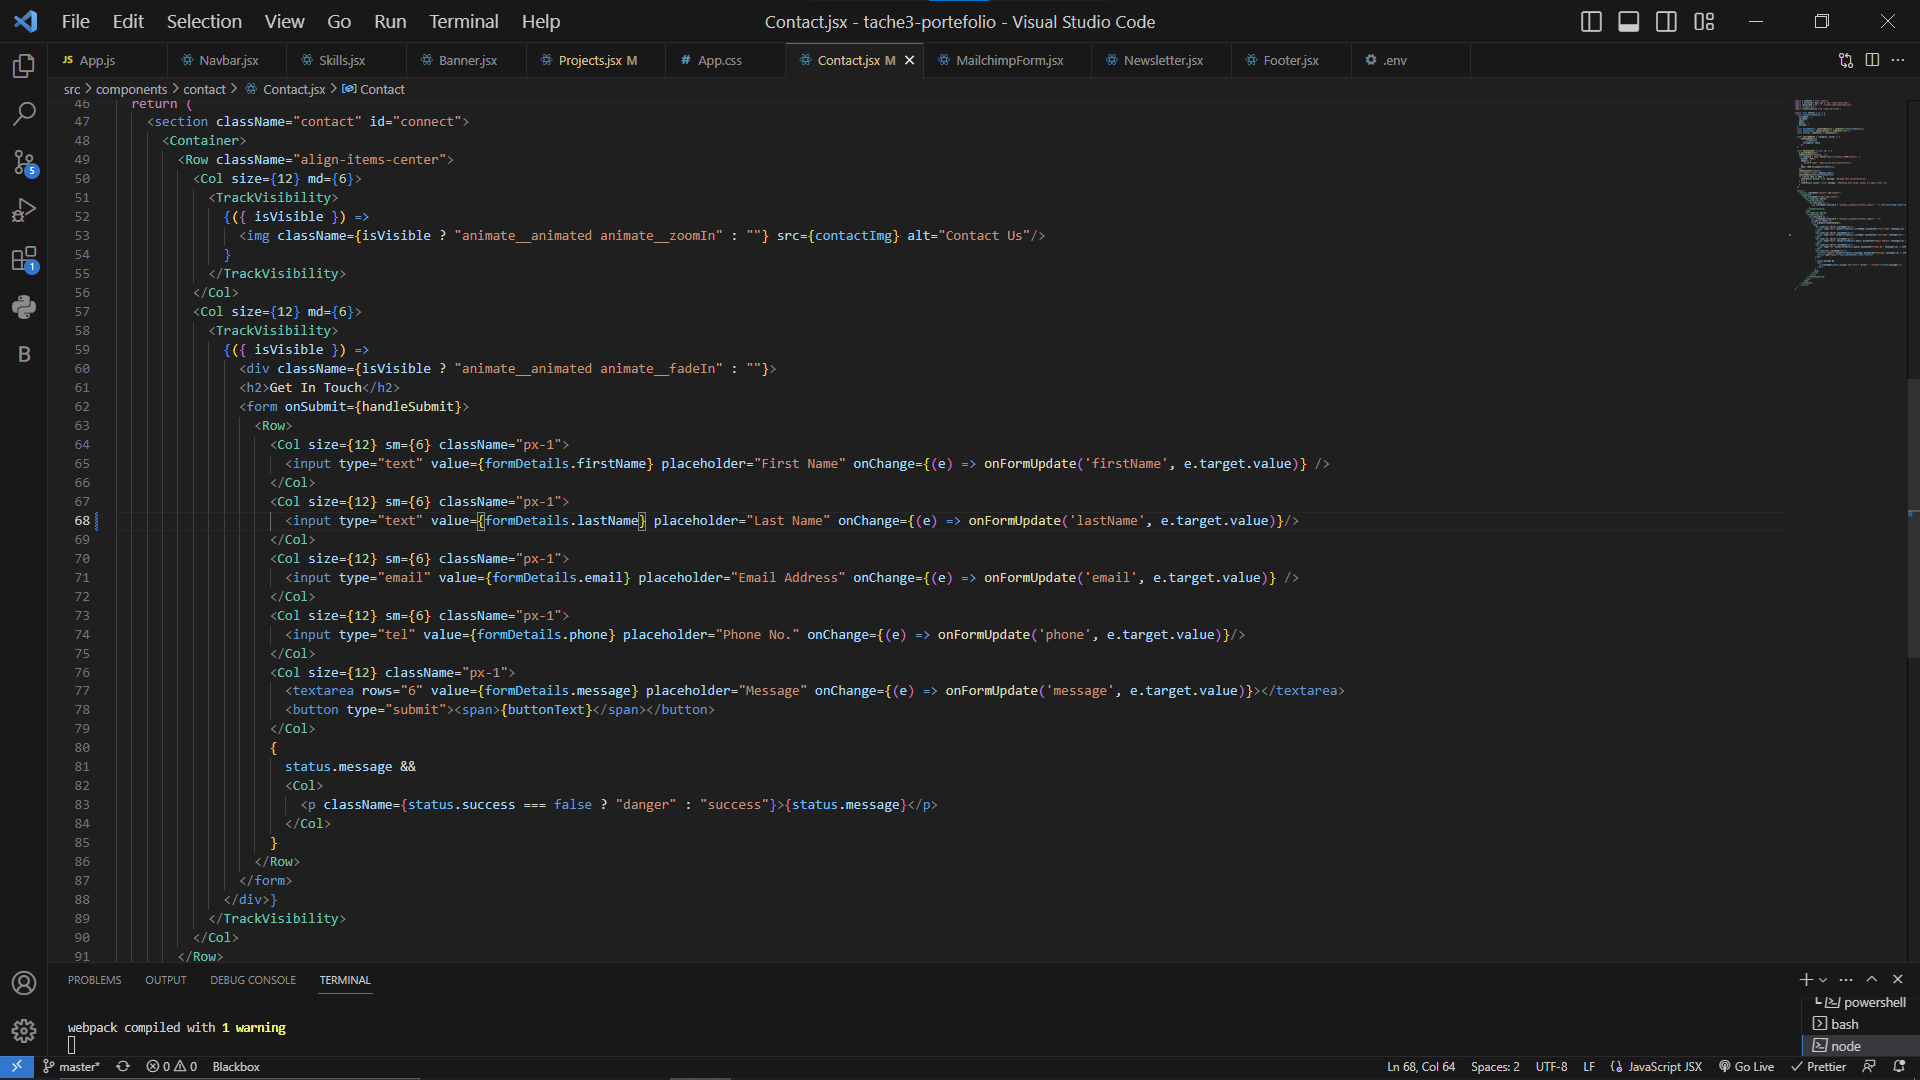 File Edit Selection View Go Run Terminal Help
Contact.jsx - tache3-portefolio - Visual Studio Code
JS App.js
Navbar.jsx
Skills.jsx
Banner.jsx
Projects.jsx M
# App.css
Contact.jsx M
MailchimpForm.jsx
Newsletter.jsx
Footer.jsx
.env
src > components > contact > Contact.jsx > Contact
46 return (
47 <section className="contact" id="connect">
48 <Container>
49 <Row className="align-items-center">
50 <Col size={12} md={6}>
51 <TrackVisibility>
52 {({ isVisible }) =>
53 <img className={isVisible ? "animate__animated animate__zoomIn" : ""} src={contactImg} alt="Contact Us"/>
54 }
55 </TrackVisibility>
56 </Col>
57 <Col size={12} md={6}>
58 <TrackVisibility>
59 {({ isVisible }) =>
60 <div className={isVisible ? "animate__animated animate__fadeIn" : ""}>
61 <h2>Get In Touch</h2>
62 <form onSubmit={handleSubmit}>
63 <Row>
64 <Col size={12} sm={6} className="px-1">
65 <input type="text" value={formDetails.firstName} placeholder="First Name" onChange={(e) => onFormUpdate('firstName', e.target.value)} />
66 </Col>
67 <Col size={12} sm={6} className="px-1">
68 <input type="text" value={formDetails.lastName} placeholder="Last Name" onChange={(e) => onFormUpdate('lastName', e.target.value)}/>
69 </Col>
70 <Col size={12} sm={6} className="px-1">
71 <input type="email" value={formDetails.email} placeholder="Email Address" onChange={(e) => onFormUpdate('email', e.target.value)} />
72 </Col>
73 <Col size={12} sm={6} className="px-1">
74 <input type="tel" value={formDetails.phone} placeholder="Phone No." onChange={(e) => onFormUpdate('phone', e.target.value)}/>
75 </Col>
76 <Col size={12} className="px-1">
77 <textarea rows="6" value={formDetails.message} placeholder="Message" onChange={(e) => onFormUpdate('message', e.target.value)}></textarea>
78 <button type="submit"><span>{buttonText}</span></button>
79 </Col>
80 {
81 status.message &&
82 <Col>
83 <p className={status.success === false ? "danger" : "success"}>{status.message}</p>
84 </Col>
85 }
86 </Row>
87 </form>
88 </div>}
89 </TrackVisibility>
90 </Col>
91 </Row>
5
1
B
PROBLEMS OUTPUT DEBUG CONSOLE TERMINAL
webpack compiled with 1 warning
powershell
bash
node
master* 0 0 Blackbox
Ln 68, Col 64 Spaces: 2 UTF-8 LF JavaScript JSX Go Live Prettier